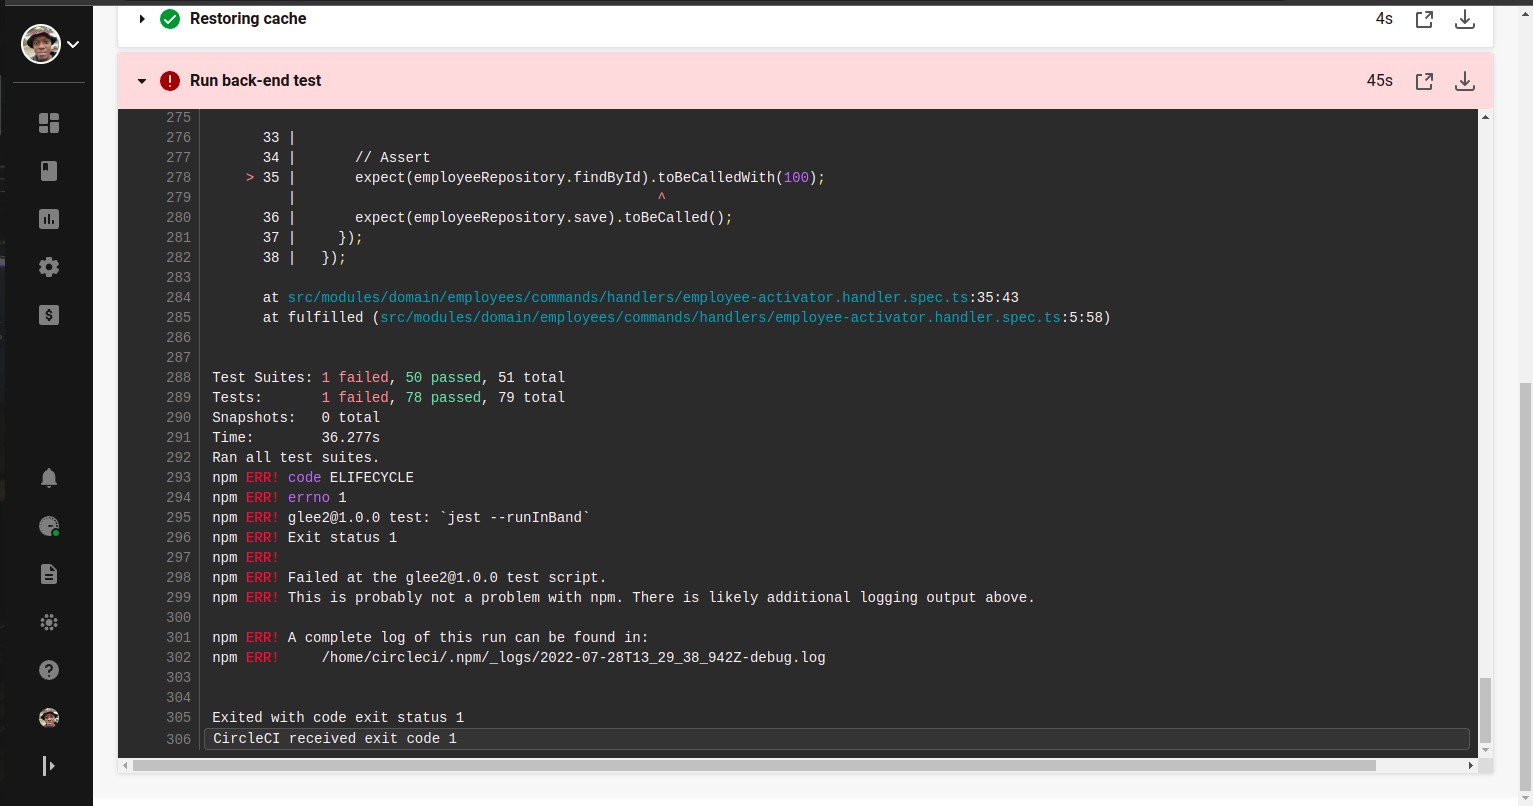 Restoring cache 4s
Run back-end test 45s
275
276 33 |
277 34 | // Assert
278 > 35 | expect(employeeRepository.findById).toBeCalledWith(100);
279 | ^
280 36 | expect(employeeRepository.save).toBeCalled();
281 37 | });
282 38 | });
283
284 at src/modules/domain/employees/commands/handlers/employee-activator.handler.spec.ts:35:43
285 at fulfilled (src/modules/domain/employees/commands/handlers/employee-activator.handler.spec.ts:5:58)
286
287
288 Test Suites: 1 failed, 50 passed, 51 total
289 Tests: 1 failed, 78 passed, 79 total
290 Snapshots: 0 total
291 Time: 36.277s
292 Ran all test suites.
293 npm ERR! code ELIFECYCLE
294 npm ERR! errno 1
295 npm ERR! glee2@1.0.0 test: `jest --runInBand`
296 npm ERR! Exit status 1
297 npm ERR!
298 npm ERR! Failed at the glee2@1.0.0 test script.
299 npm ERR! This is probably not a problem with npm. There is likely additional logging output above.
300
301 npm ERR! A complete log of this run can be found in:
302 npm ERR! /home/circleci/.npm/_logs/2022-07-28T13_29_38_942Z-debug.log
303
304
305 Exited with code exit status 1
306 CircleCI received exit code 1